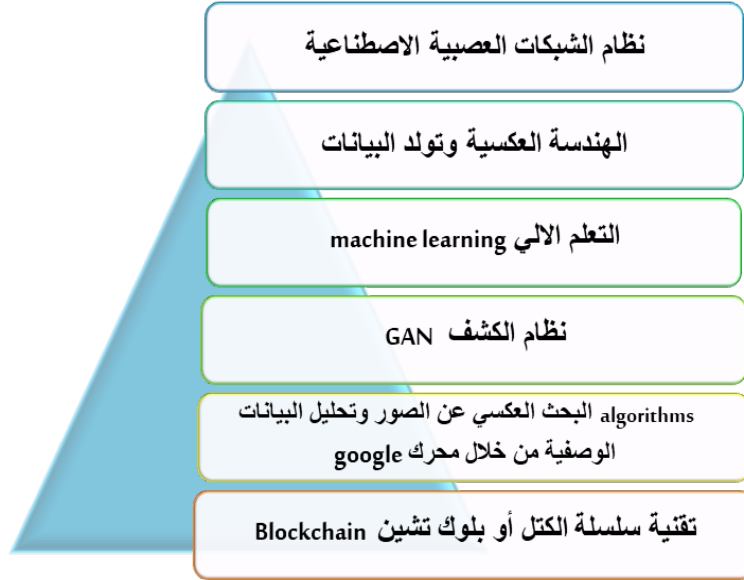 نظام الشبكات العصبية الاصطناعية
الهندسة العكسية وتولد البيانات
التعلم الالي machine learning
نظام الكشف GAN
algorithms البحث العكسي عن الصور وتحليل البيانات
الوصفية من خلال محرك google
تقنية سلسلة الكتل أو بلوك تشين Blockchain